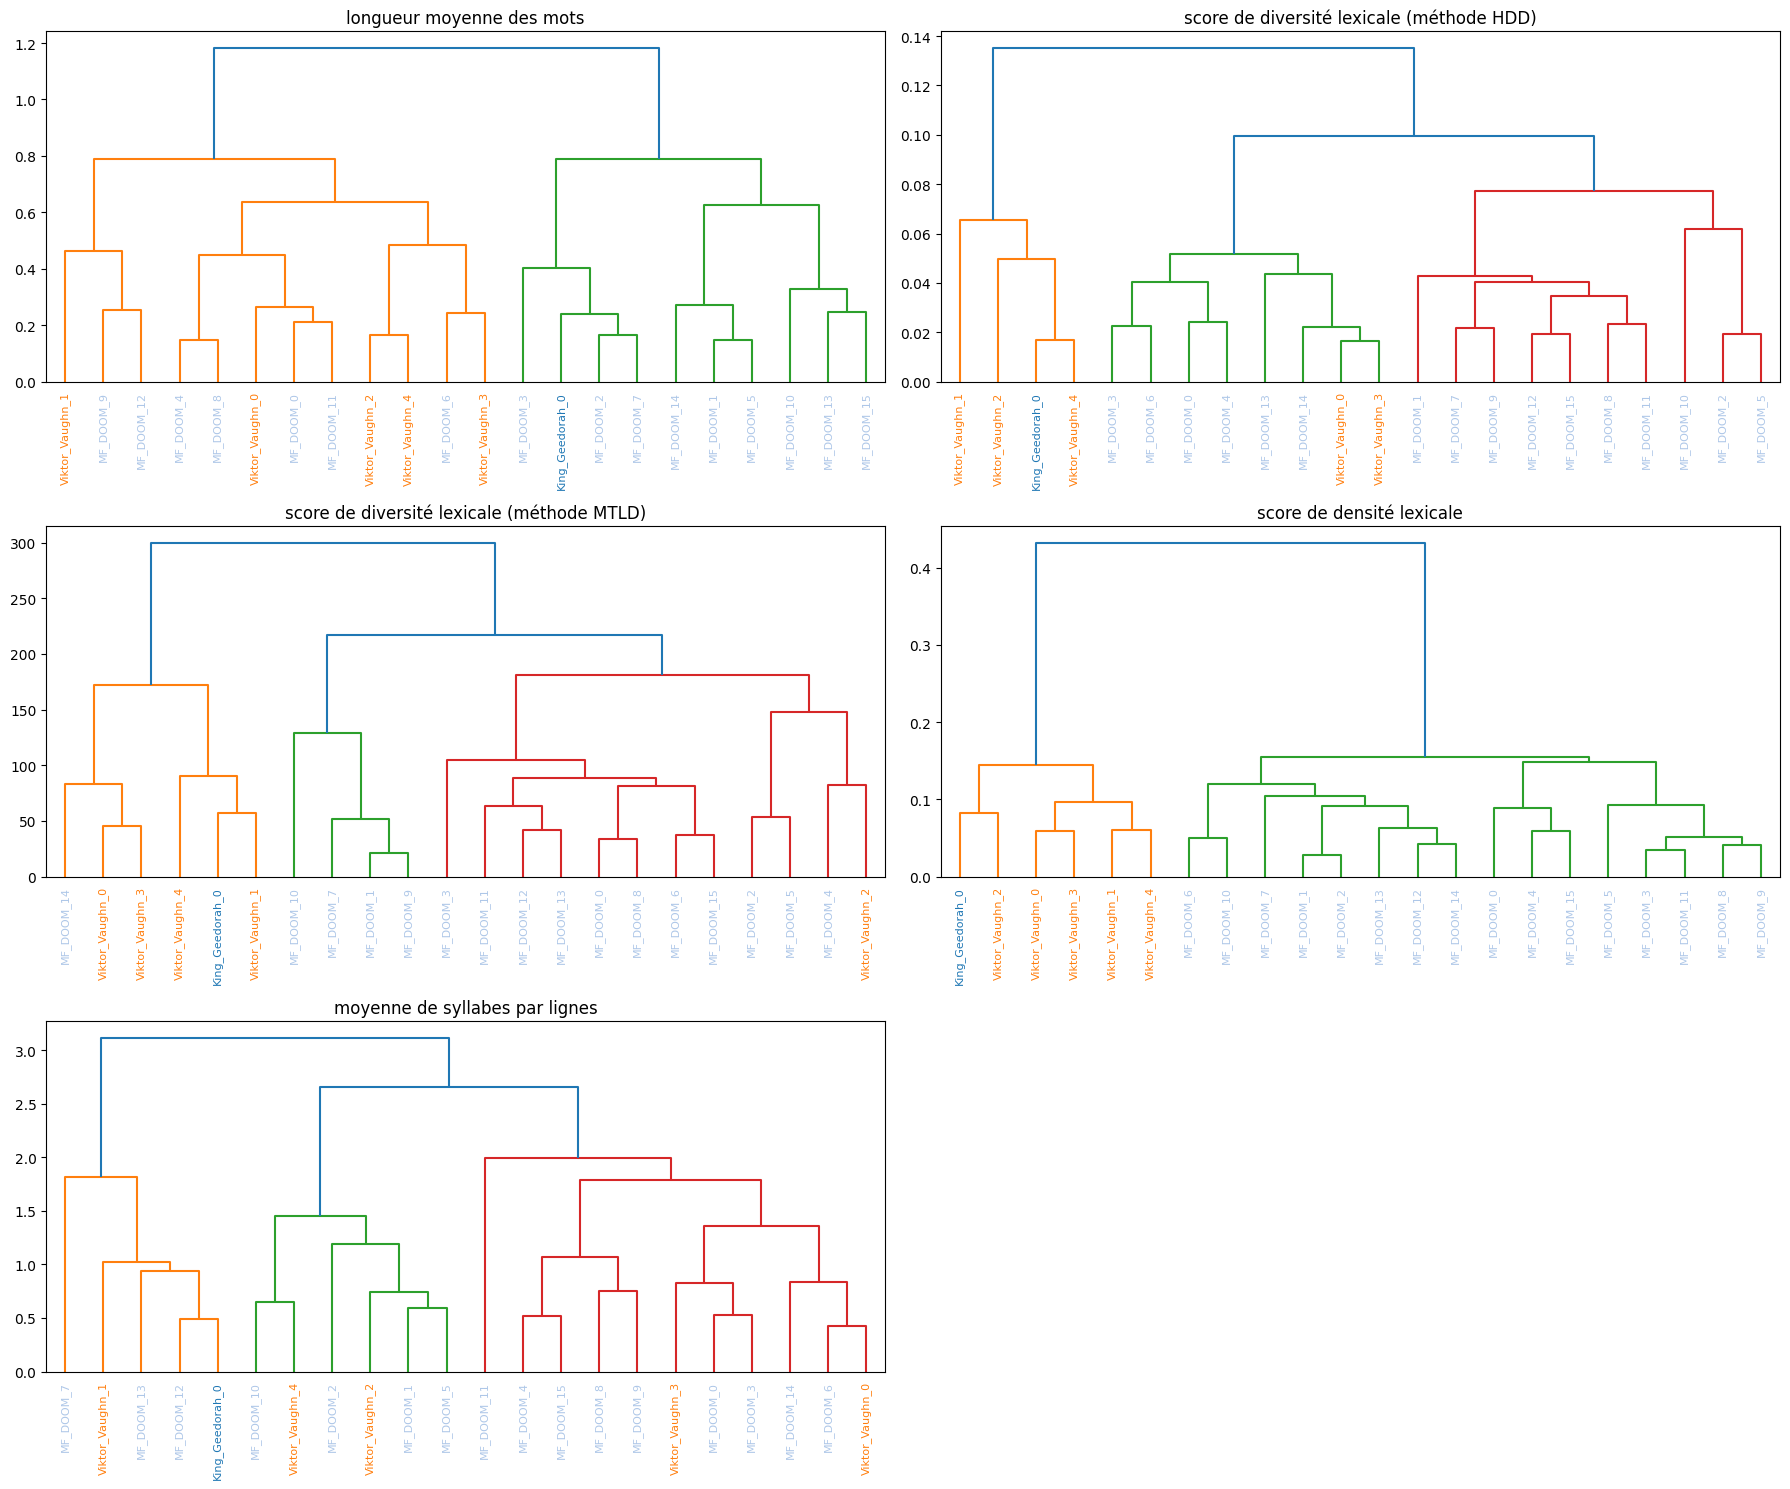 longueur moyenne des mots
1.2
1.0
0.8
0.6
0.4
0.2
0.0
Viktor_Vaughn_1
MF_DOOM_9
MF_DOOM_12
MF_DOOM_4
MF_DOOM_8
Viktor_Vaughn_0
MF_DOOM_0
MF_DOOM_11
Viktor_Vaughn_2
Viktor_Vaughn_4
MF_DOOM_6
Viktor_Vaughn_3
MF_DOOM_3
King_Geedorah_0
MF_DOOM_2
MF_DOOM_7
MF_DOOM_14
MF_DOOM_1
MF_DOOM_5
MF_DOOM_10
MF_DOOM_13
MF_DOOM_15
score de diversité lexicale (méthode HDD)
0.14
0.12
0.10
0.08
0.06
0.04
0.02
0.00
Viktor_Vaughn_1
Viktor_Vaughn_2
King_Geedorah_0
Viktor_Vaughn_4
MF_DOOM_3
MF_DOOM_6
MF_DOOM_0
MF_DOOM_4
MF_DOOM_13
MF_DOOM_14
Viktor_Vaughn_0
Viktor_Vaughn_3
MF_DOOM_1
MF_DOOM_7
MF_DOOM_9
MF_DOOM_12
MF_DOOM_15
MF_DOOM_8
MF_DOOM_11
MF_DOOM_10
MF_DOOM_2
MF_DOOM_5
score de diversité lexicale (méthode MTLD)
300
250
200
150
100
50
0
MF_DOOM_14
Viktor_Vaughn_0
Viktor_Vaughn_3
Viktor_Vaughn_4
King_Geedorah_0
Viktor_Vaughn_1
MF_DOOM_10
MF_DOOM_7
MF_DOOM_1
MF_DOOM_9
MF_DOOM_3
MF_DOOM_11
MF_DOOM_12
MF_DOOM_13
MF_DOOM_0
MF_DOOM_8
MF_DOOM_6
MF_DOOM_15
MF_DOOM_2
MF_DOOM_5
MF_DOOM_4
Viktor_Vaughn_2
score de densité lexicale
0.4
0.3
0.2
0.1
0.0
King_Geedorah_0
Viktor_Vaughn_2
Viktor_Vaughn_0
Viktor_Vaughn_3
Viktor_Vaughn_1
Viktor_Vaughn_4
MF_DOOM_6
MF_DOOM_10
MF_DOOM_7
MF_DOOM_1
MF_DOOM_2
MF_DOOM_13
MF_DOOM_12
MF_DOOM_14
MF_DOOM_0
MF_DOOM_4
MF_DOOM_15
MF_DOOM_5
MF_DOOM_3
MF_DOOM_11
MF_DOOM_8
MF_DOOM_9
moyenne de syllabes par lignes
3.0
2.5
2.0
1.5
1.0
0.5
0.0
MF_DOOM_7
Viktor_Vaughn_1
MF_DOOM_13
MF_DOOM_12
King_Geedorah_0
MF_DOOM_10
Viktor_Vaughn_4
MF_DOOM_2
Viktor_Vaughn_2
MF_DOOM_1
MF_DOOM_5
MF_DOOM_11
MF_DOOM_4
MF_DOOM_15
MF_DOOM_8
MF_DOOM_9
Viktor_Vaughn_3
MF_DOOM_0
MF_DOOM_3
MF_DOOM_14
MF_DOOM_6
Viktor_Vaughn_0